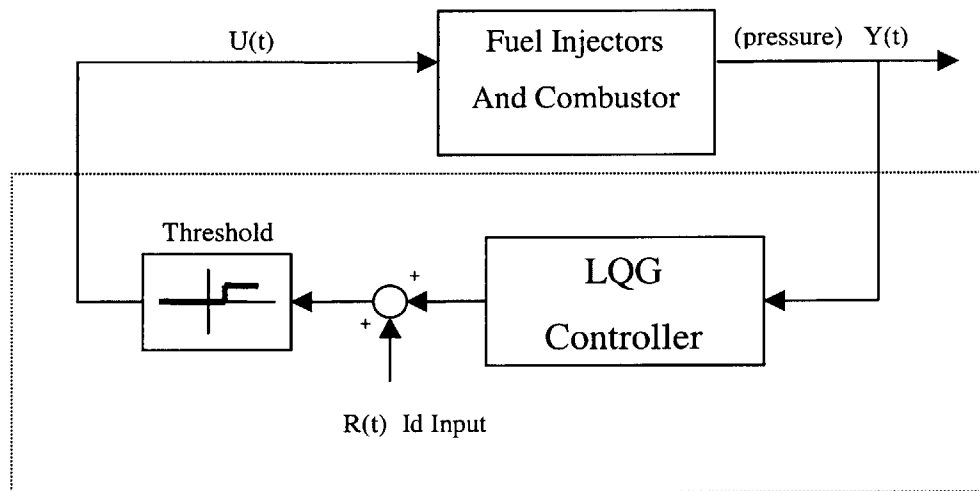 U(t)
Fuel Injectors
And Combustor
(pressure) Y(t)
Threshold
+
+
LQG
Controller
R(t) Id Input